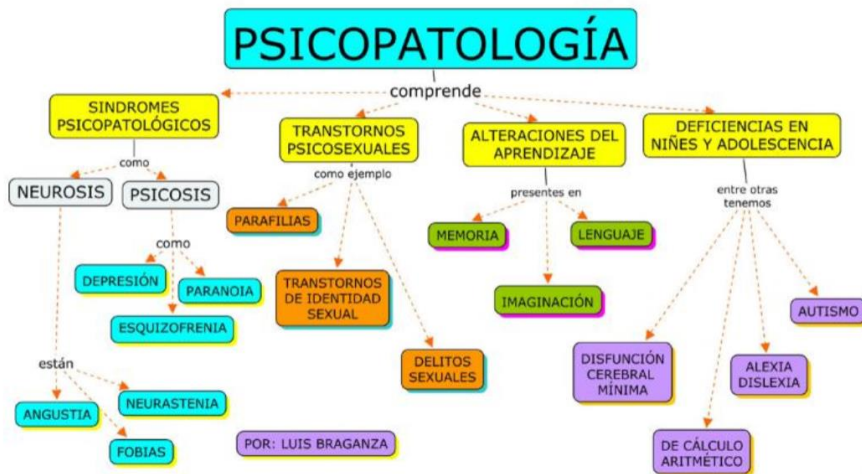 PSICOPATOLOGÍA
comprende
SINDROMES
PSICOPATOLÓGICOS
como
NEUROSIS
PSICOSIS
como
DEPRESIÓN
PARANOIA
ESQUIZOFRENIA
están
ANGUSTIA
NEURASTENIA
FOBIAS
TRANSTORNOS
PSICOSEXUALES
como ejemplo
PARAFILIAS
TRANSTORNOS
DE IDENTIDAD
SEXUAL
DELITOS
SEXUALES
ALTERACIONES DEL
APRENDIZAJE
presentes en
MEMORIA
LENGUAJE
IMAGINACIÓN
DEFICIENCIAS EN
NIÑES Y ADOLESCENCIA
entre otras
tenemos
AUTISMO
DISFUNCIÓN
CEREBRAL
MÍNIMA
ALEXIA
DISLEXIA
DE CÁLCULO
ARITMÉTICO
POR: LUIS BRAGANZA